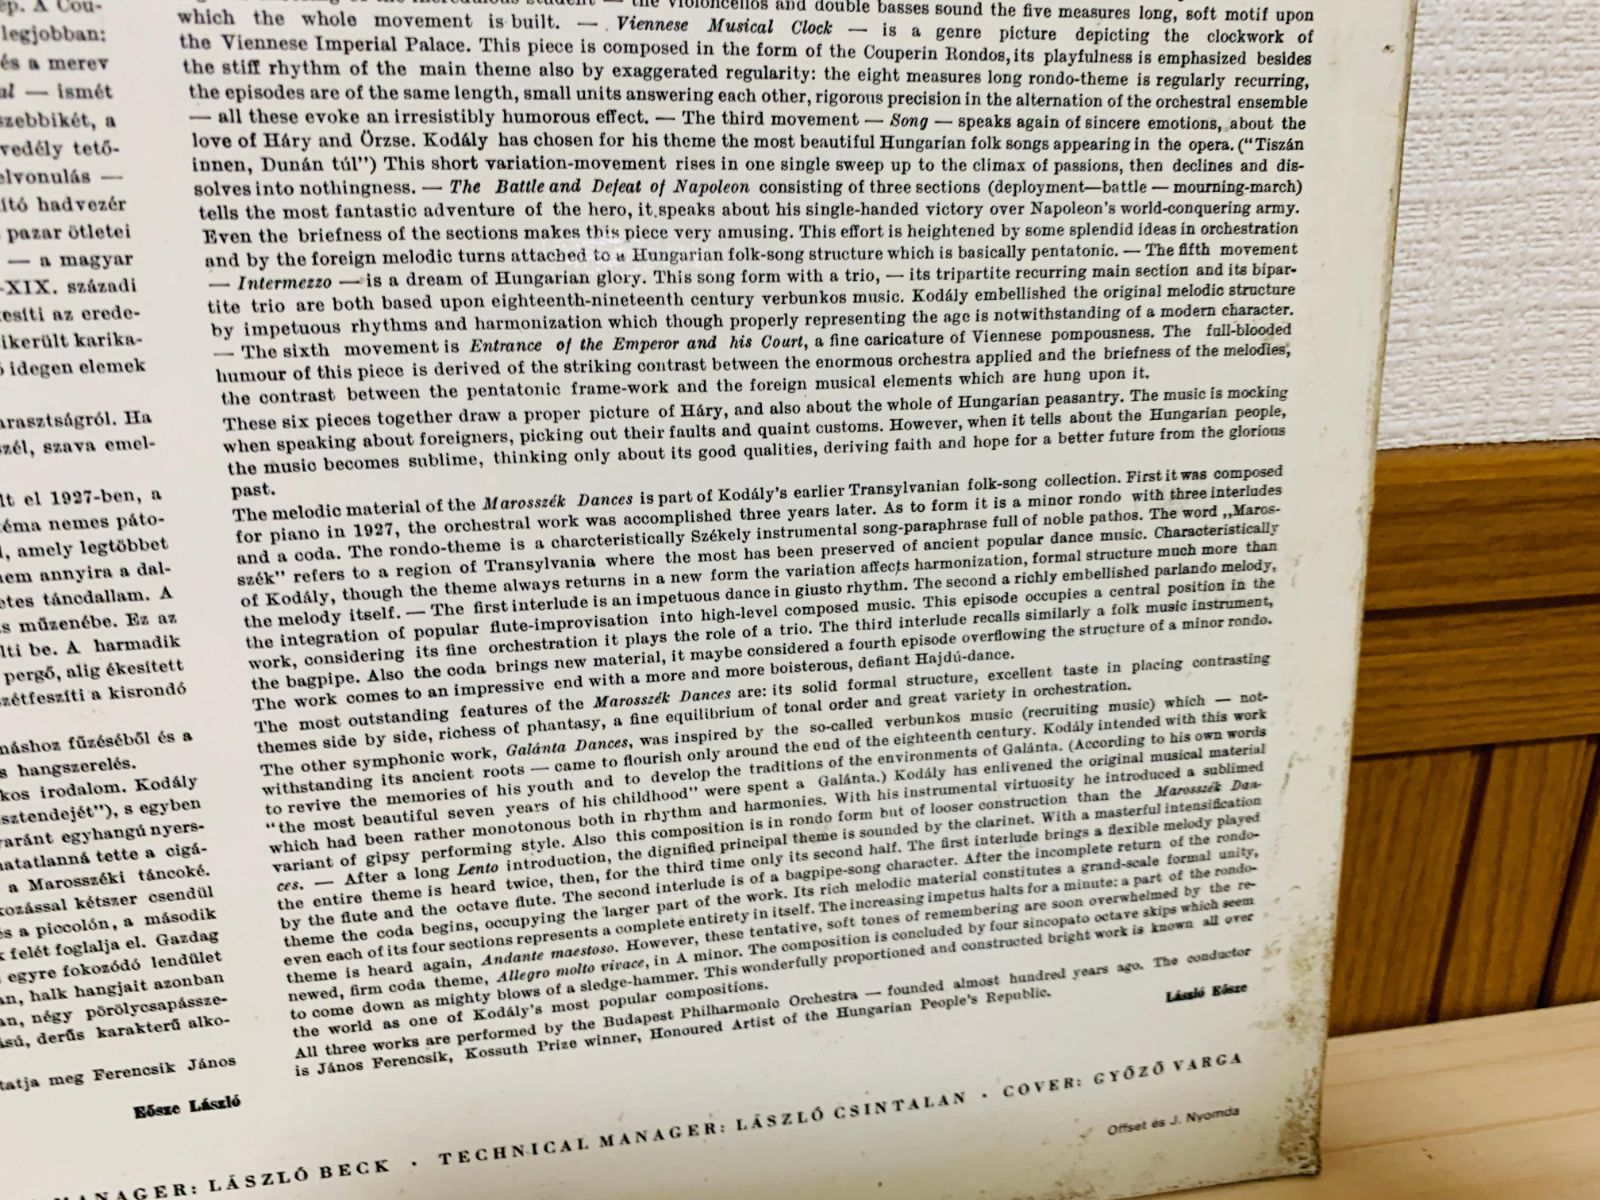 ép. A Cou-
legjobban:
és a merev
— ismét
szebbikét, a
vedély tető-
elvonulás —
ító hadvezér
pazar ötletei
— a magyar
-XIX. századi
esíti az erede-
ikerült karika-
idegen elemek
arasztságról. Ha
zél, szava emel-
lt el 1927-ben, a
téma nemes páto-
l, amely legtöbbet
nem annyira a dal-
etes táncdallam. A
s műzenébe. Ez az
lti be. A harmadik
pergő, alig ékesített
szétfeszíti a kisrondó
máshoz fűzéséből és a
s hangszerelés.
kos irodalom. Kodály
sztendejét"), s egyben
varánt egyhangú nyers-
hatatlanná tette a cigá-
a Marosszéki táncoké.
kozással kétszer csendül
és a piccolón, a második
felét foglalja el. Gazdag
egyre fokozódó lendület
an, halk hangjait azonban
an, négy pörölycsapássze-
ású, derűs karakterű alko-
tatja meg Ferencsik János
Eősze László
the violoncellos and double basses sound the five measures long, soft motif upon
which the whole movement is built. — Viennese Musical Clock — is a genre picture depicting the clockwork of
the Viennese Imperial Palace. This piece is composed in the form of the Couperin Rondos, its playfulness is emphasized besides
the stiff rhythm of the main theme also by exaggerated regularity: the eight measures long rondo-theme is regularly recurring,
the episodes are of the same length, small units answering each other, rigorous precision in the alternation of the orchestral ensemble
— all these evoke an irresistibly humorous effect. — The third movement — Song — speaks again of sincere emotions, about the
love of Háry and Örzse. Kodály has chosen for his theme the most beautiful Hungarian folk songs appearing in the opera. ("Tiszán
innen, Dunán túl") This short variation-movement rises in one single sweep up to the climax of passions, then declines and dis-
solves into nothingness. — The Battle and Defeat of Napoleon consisting of three sections (deployment—battle — mourning-march)
tells the most fantastic adventure of the hero, it speaks about his single-handed victory over Napoleon's world-conquering army.
Even the briefness of the sections makes this piece very amusing. This effort is heightened by some splendid ideas in orchestration
and by the foreign melodic turns attached to a Hungarian folk-song structure which is basically pentatonic. — The fifth movement
— Intermezzo — is a dream of Hungarian glory. This song form with a trio, — its tripartite recurring main section and its bipar-
tite trio are both based upon eighteenth-nineteenth century verbunkos music. Kodály embellished the original melodic structure
by impetuous rhythms and harmonization which though properly representing the age is notwithstanding of a modern character.
— The sixth movement is Entrance of the Emperor and his Court, a fine caricature of Viennese pompousness. The full-blooded
humour of this piece is derived of the striking contrast between the enormous orchestra applied and the briefness of the melodies,
the contrast between the pentatonic frame-work and the foreign musical elements which are hung upon it.
These six pieces together draw a proper picture of Háry, and also about the whole of Hungarian peasantry. The music is mocking
when speaking about foreigners, picking out their faults and quaint customs. However, when it tells about the Hungarian people,
the music becomes sublime, thinking only about its good qualities, deriving faith and hope for a better future from the glorious
past.
The melodic material of the Marosszék Dances is part of Kodály's earlier Transylvanian folk-song collection. First it was composed
for piano in 1927, the orchestral work was accomplished three years later. As to form it is a minor rondo with three interludes
and a coda. The rondo-theme is a charcteristically Székely instrumental song-paraphrase full of noble pathos. The word „Maros-
szék" refers to a region of Transylvania where the most has been preserved of ancient popular dance music. Characteristically
of Kodály, though the theme always returns in a new form the variation affects harmonization, formal structure much more than
the melody itself. — The first interlude is an impetuous dance in giusto rhythm. The second a richly embellished parlando melody,
the integration of popular flute-improvisation into high-level composed music. This episode occupies a central position in the
work, considering its fine orchestration it plays the role of a trio. The third interlude recalls similarly a folk music instrument,
the bagpipe. Also the coda brings new material, it maybe considered a fourth episode overflowing the structure of a minor rondo.
The work comes to an impressive end with a more and more boisterous, defiant Hajdú-dance.
The most outstanding features of the Marosszék Dances are: its solid formal structure, excellent taste in placing contrasting
themes side by side, richess of phantasy, a fine equilibrium of tonal order and great variety in orchestration.
The other symphonic work, Galánta Dances, was inspired by the so-called verbunkos music (recruiting music) which — not-
withstanding its ancient roots — came to flourish only around the end of the eighteenth century. Kodály intended with this work
to revive the memories of his youth and to develop the traditions of the environments of Galánta. (According to his own words
"the most beautiful seven years of his childhood" were spent a Galánta.) Kodály has enlivened the original musical material
which had been rather monotonous both in rhythm and harmonies. With his instrumental virtuosity he introduced a sublimed
variant of gipsy performing style. Also this composition is in rondo form but of looser construction than the Marosszék Dan-
ces. — After a long Lento introduction, the dignified principal theme is sounded by the clarinet. With a masterful intensification
the entire theme is heard twice, then, for the third time only its second half. The first interlude brings a flexible melody played
by the flute and the octave flute. The second interlude is of a bagpipe-song character. After the incomplete return of the rondo-
theme the coda begins, occupying the larger part of the work. Its rich melodic material constitutes a grand-scale formal unity,
even each of its four sections represents a complete entirety in itself. The increasing impetus halts for a minute: a part of the rondo-
theme is heard again, Andante maestoso. However, these tentative, soft tones of remembering are soon overwhelmed by the re-
newed, firm coda theme, Allegro molto vivace, in A minor. The composition is concluded by four sincopato octave skips which seem
to come down as mighty blows of a sledge-hammer. This wonderfully proportioned and constructed bright work is known all over
the world as one of Kodály's most popular compositions.
All three works are performed by the Budapest Philharmonic Orchestra — founded almost hundred years ago. The conductor
is János Ferencsik, Kossuth Prize winner, Honoured Artist of the Hungarian People's Republic.
László Eősze
MANAGER: LÁSZLÓ BECK · TECHNICAL MANAGER: LÁSZLÓ CSINTALAN · COVER: GYŐZŐ VARGA
Offset és J. Nyomda